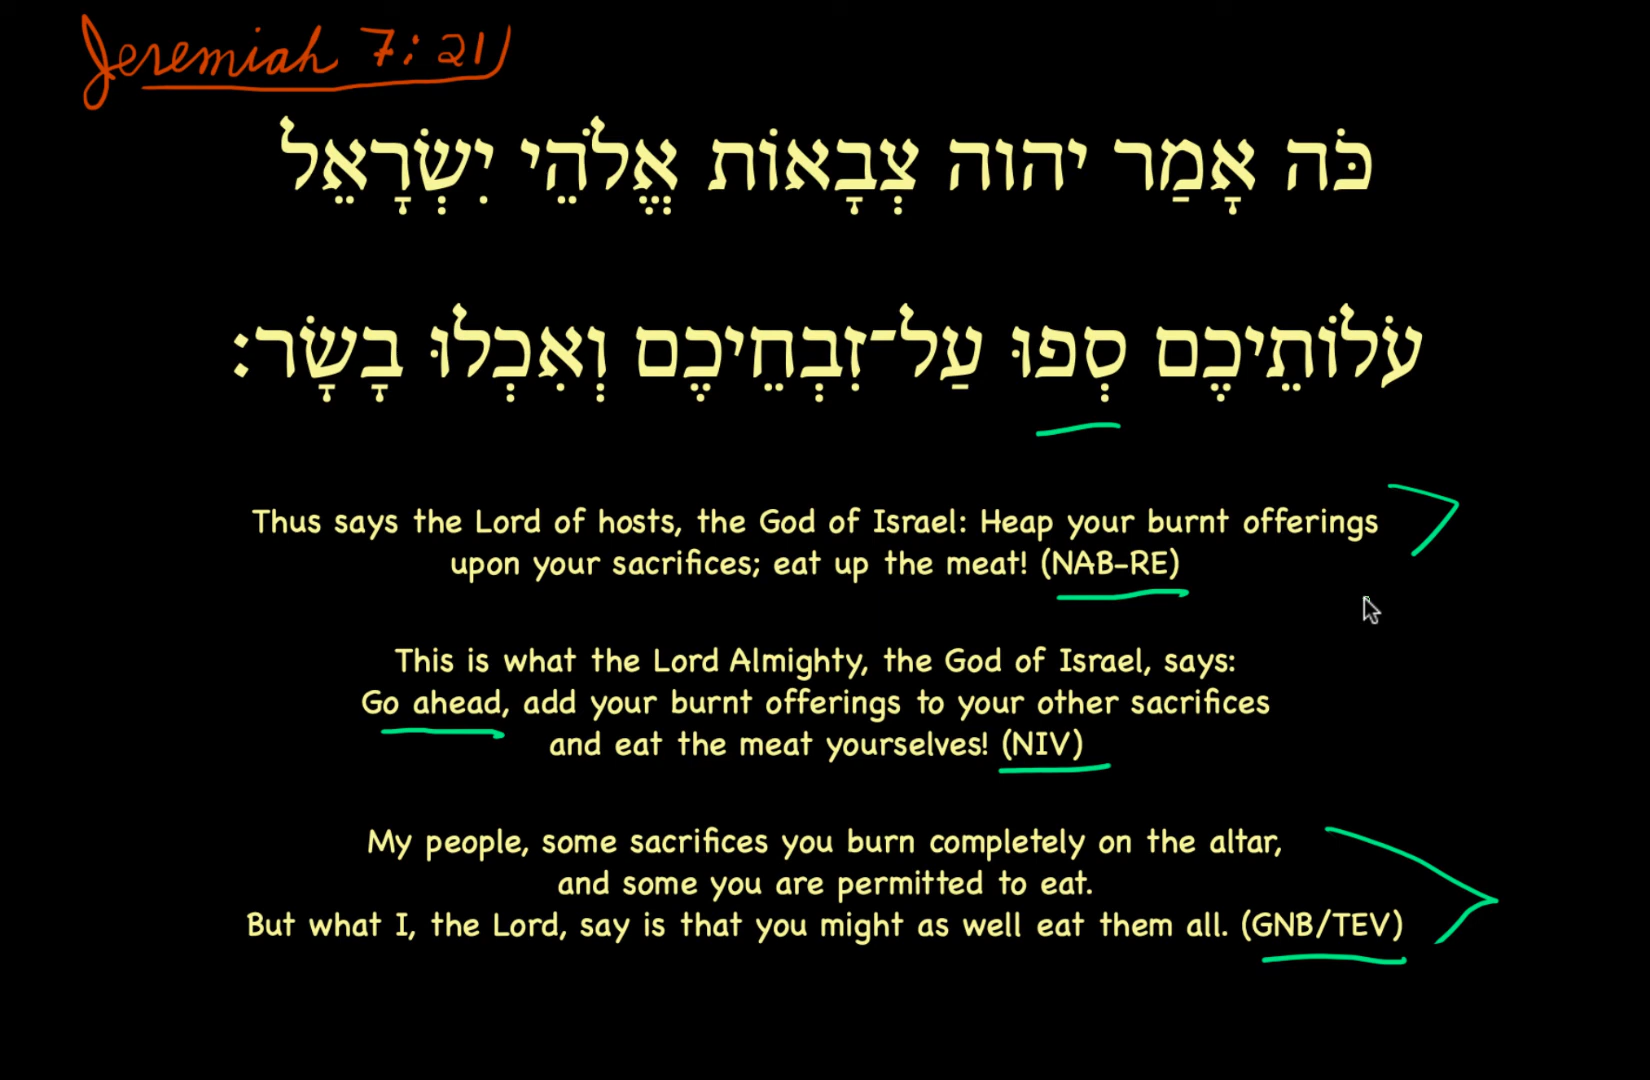 Jeremiah 7:21
כֹּה אָמַר יהוה צְבָאוֹת אֱלֹהֵי יִשְׂרָאֵל
עֹלוֹתֵיכֶם סְפוּ עַל־זִבְחֵיכֶם וְאִכְלוּ בָשָׂר׃
Thus says the Lord of hosts, the God of Israel: Heap your burnt offerings
upon your sacrifices; eat up the meat! (NAB-RE)
This is what the Lord Almighty, the God of Israel, says:
Go ahead, add your burnt offerings to your other sacrifices
and eat the meat yourselves! (NIV)
My people, some sacrifices you burn completely on the altar,
and some you are permitted to eat.
But what I, the Lord, say is that you might as well eat them all. (GNB/TEV)